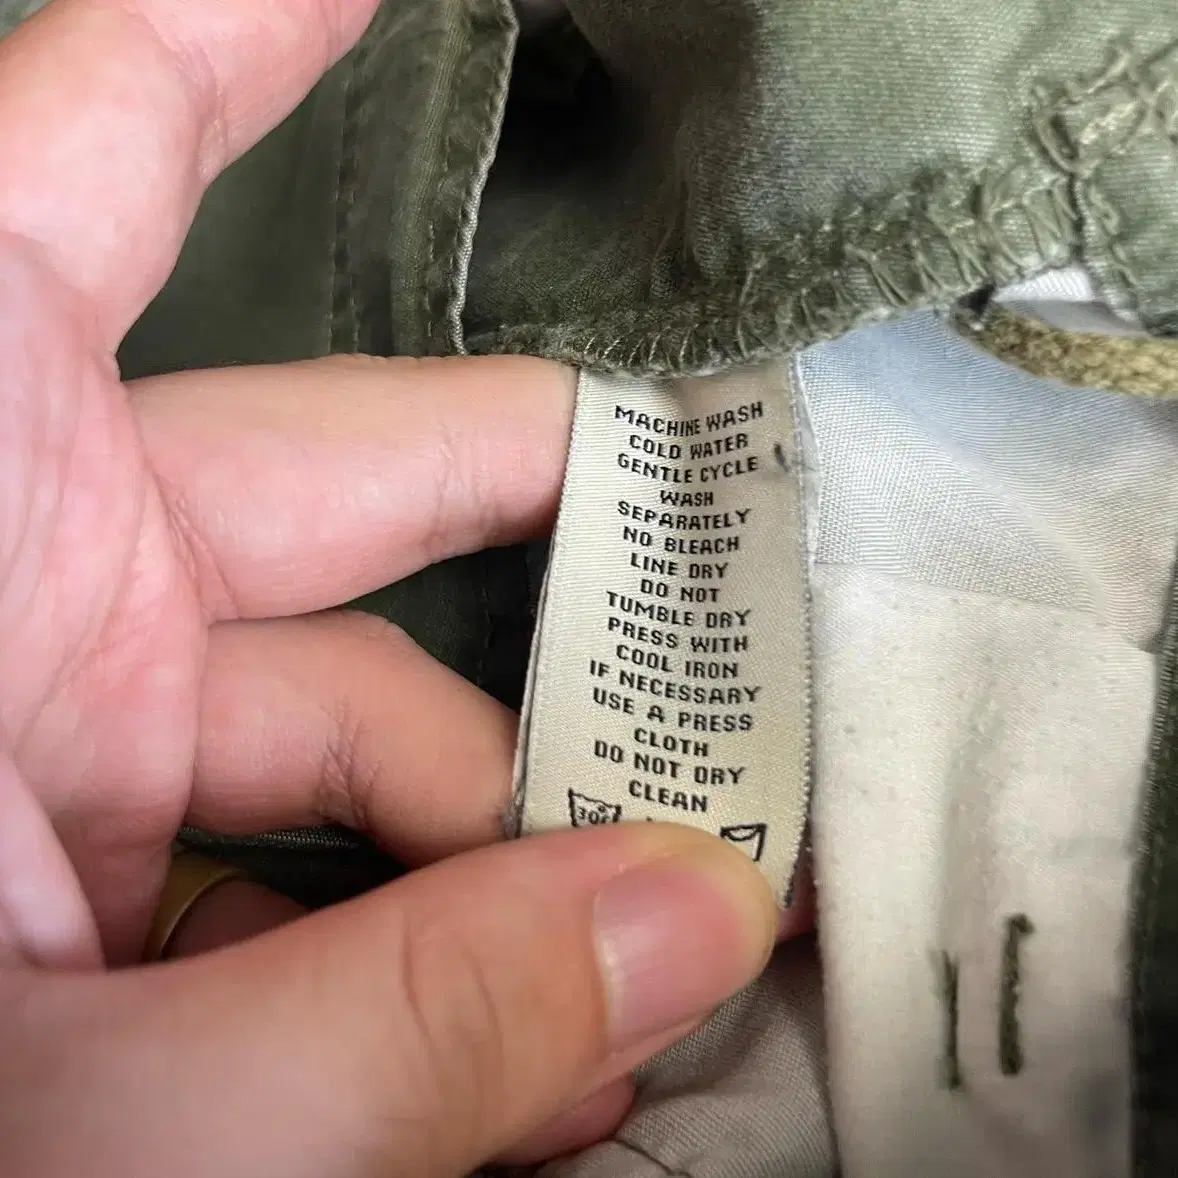 MACHINE WASH
COLD WATER
GENTLE CYCLE
WASH
SEPARATELY
NO BLEACH
LINE DRY
DO NOT
TUMBLE DRY
PRESS WITH
COOL IRON
IF NECESSARY
USE A PRESS
CLOTH
DO NOT DRY
CLEAN